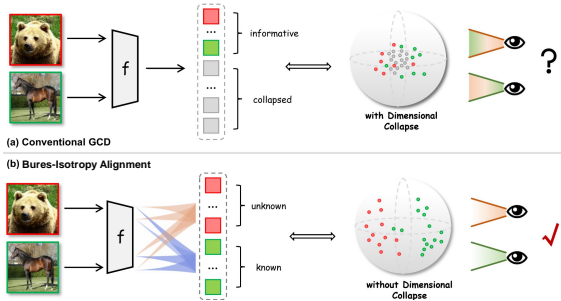 f
...
...
informative
collapsed
with Dimensional
Collapse
?
(a) Conventional GCD
(b) Bures-Isotropy Alignment
f
...
...
unknown
known
without Dimensional
Collapse